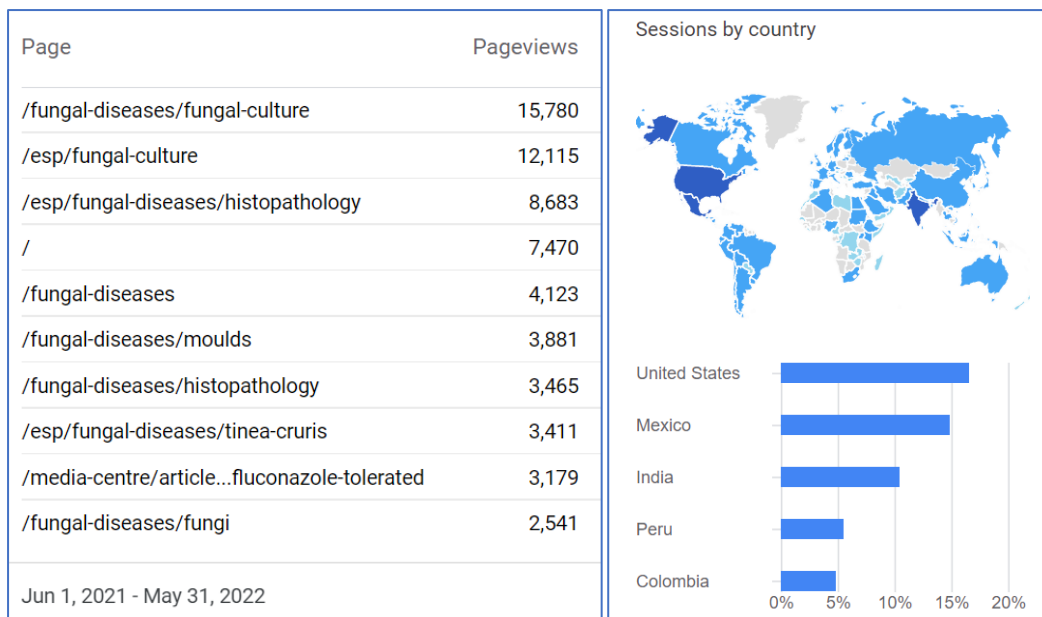 Page Pageviews
/fungal-diseases/fungal-culture 15,780
/esp/fungal-culture 12,115
/esp/fungal-diseases/histopathology 8,683
/ 7,470
/fungal-diseases 4,123
/fungal-diseases/moulds 3,881
/fungal-diseases/histopathology 3,465
/esp/fungal-diseases/tinea-cruris 3,411
/media-centre/article...fluconazole-tolerated 3,179
/fungal-diseases/fungi 2,541
Jun 1, 2021 - May 31, 2022
Sessions by country
United States
Mexico
India
Peru
Colombia
0% 5% 10% 15% 20%